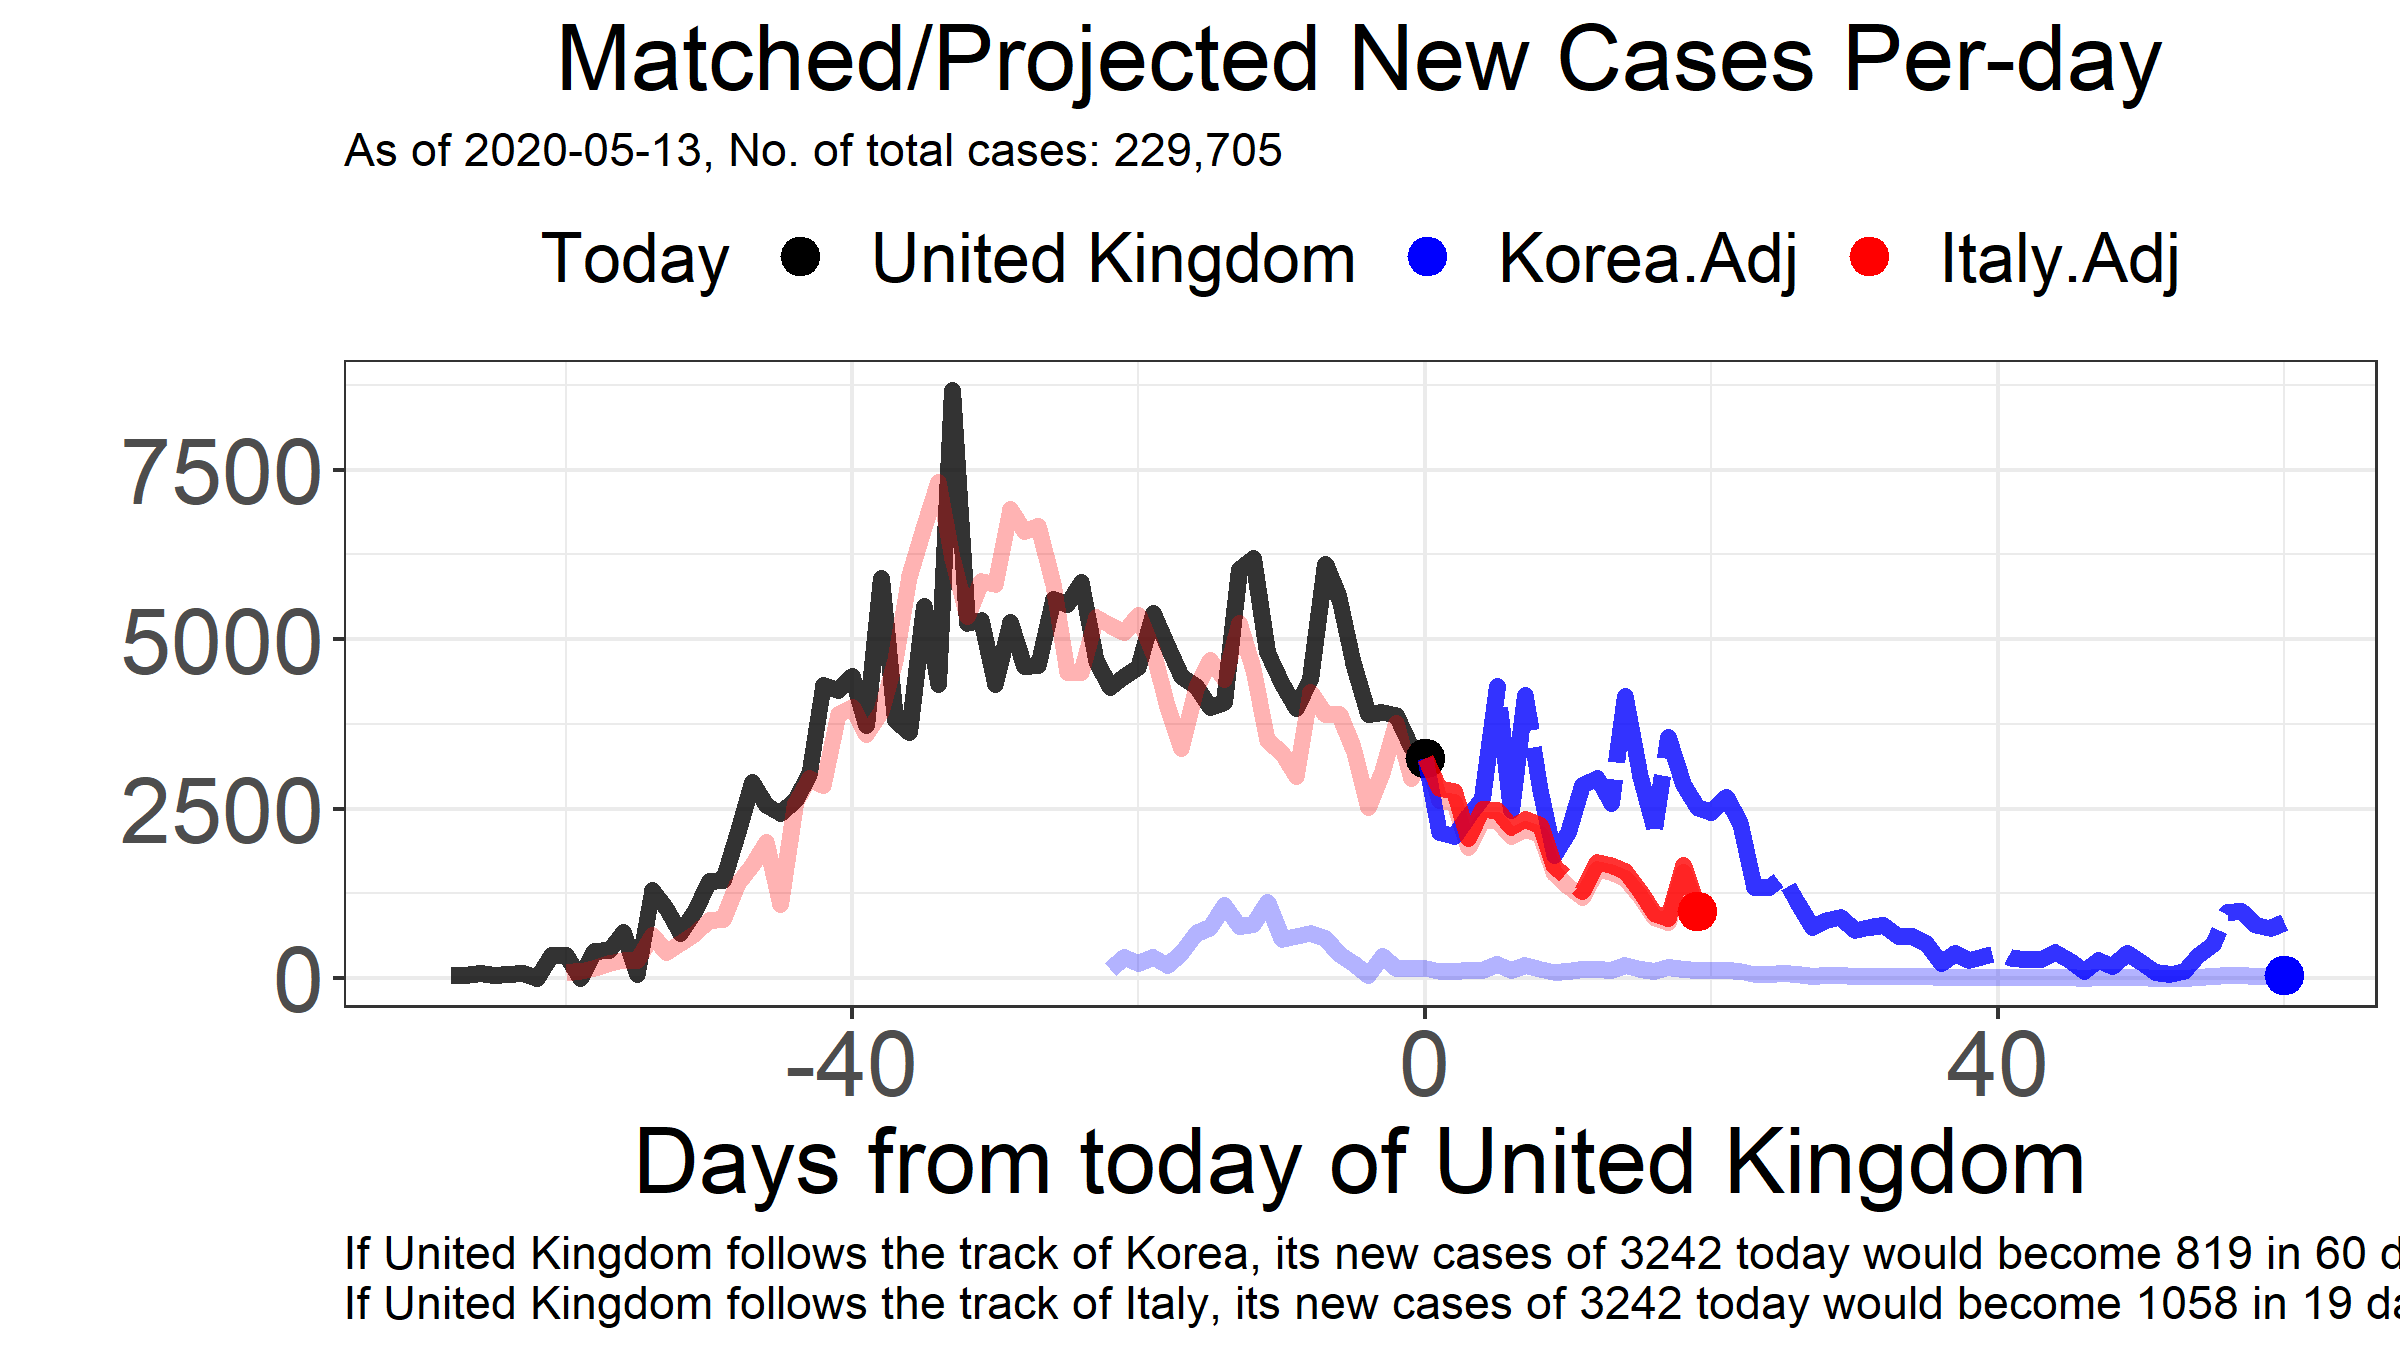 Matched/Projected New Cases Per-day
As of 2020-05-13, No. of total cases: 229,705
Today United Kingdom Korea.Adj Italy.Adj
7500
5000
2500
0
-40 0 40
Days from today of United Kingdom
If United Kingdom follows the track of Korea, its new cases of 3242 today would become 819 in 60
If United Kingdom follows the track of Italy, its new cases of 3242 today would become 1058 in 19